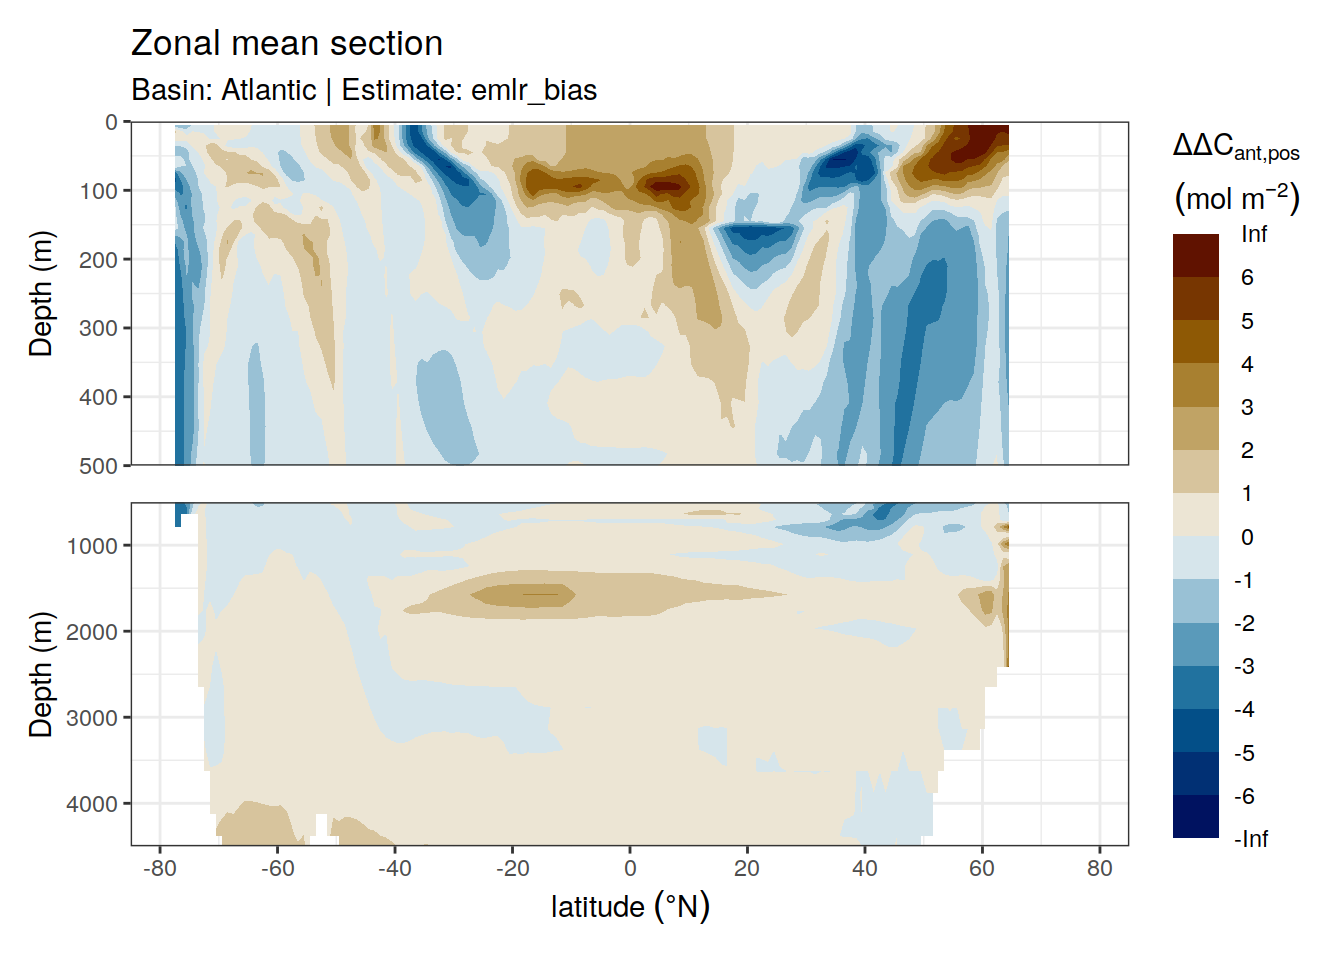 Zonal mean section
Basin: Atlantic | Estimate: emlr_bias
0
100
200
300
400
500
Depth (m)
1000
2000
3000
4000
Depth (m)
-80 -60 -40 -20 0 20 40 60 80
latitude (°N)
ΔΔC_ant,pos
(mol m⁻²)
Inf
6
5
4
3
2
1
0
-1
-2
-3
-4
-5
-6
-Inf